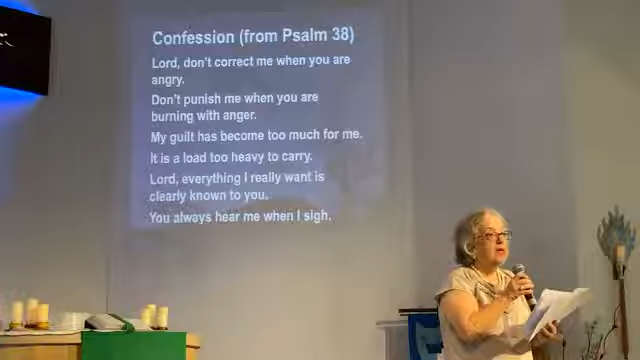 Confession (from Psalm 38)
Lord, don't correct me when you are
angry.
Don't punish me when you are
burning with anger.
My guilt has become too much for me.
It is a load too heavy to carry.
Lord, everything I really want is
clearly known to you.
You always hear me when I sigh.